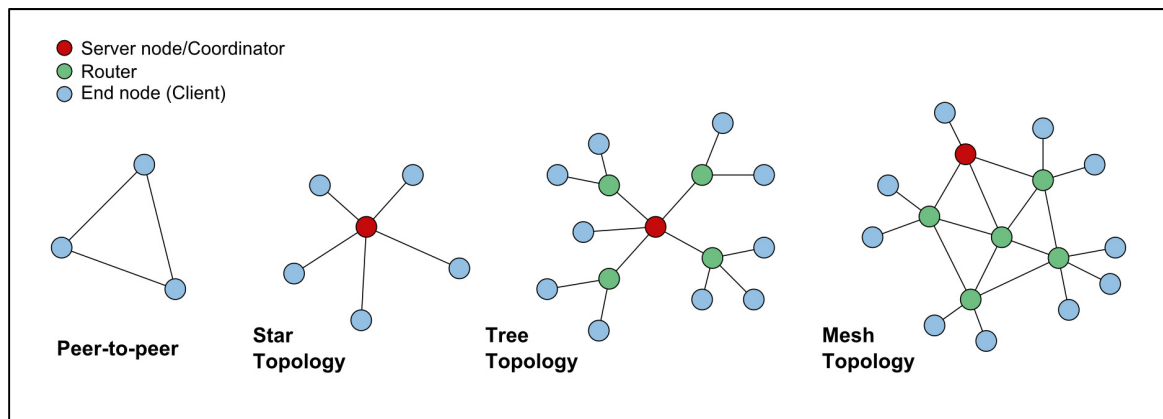 Server node/Coordinator
Router
End node (Client)
Peer-to-peer
Star
Topology
Tree
Topology
Mesh
Topology